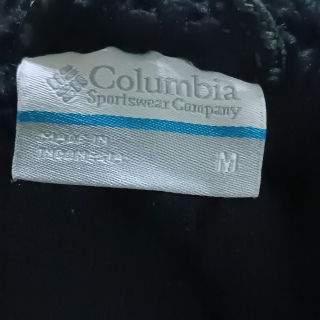 Columbia
Sportswear Company
MADE IN
INDONESIA
M